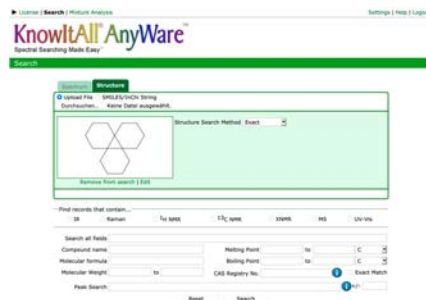 ▶ License | Search | Mixture Analysis
Settings | Help | Logo
KnowItAll® AnyWare™
Spectral Searching Made Easy™
Search
Spectrum Structure
Upload File SMILES/InChI String
Durchsuchen... Keine Datei ausgewählt.
Structure Search Method Exact
Remove from search | Edit
Find records that contain...
IR Raman ¹H NMR ¹³C NMR XNMR MS UV-Vis
Search all fields
Compound name Melting Point to C
Molecular formula Boiling Point to C
Molecular Weight to CAS Registry No. Exact Match
Peak Search +/-
Reset Search